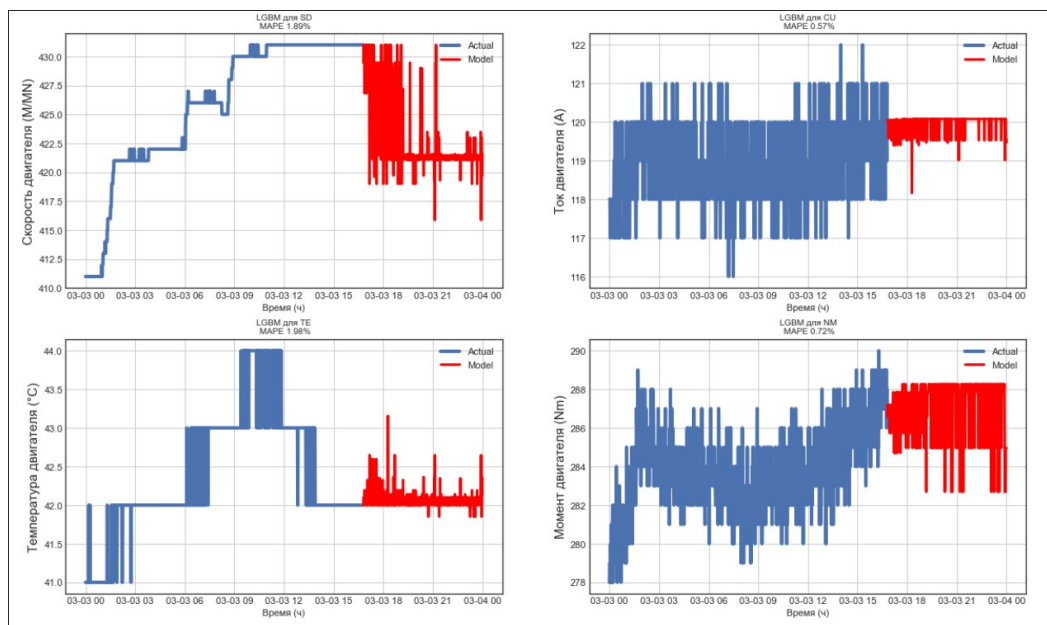 LGBM для SD
MAPE 1.89%
Скорость двигателя (M/MN)
430.0
427.5
425.0
422.5
420.0
417.5
415.0
412.5
410.0
Actual
Model
03-03 00 03-03 03 03-03 06 03-03 09 03-03 12 03-03 15 03-03 18 03-03 21 03-04 00
Время (ч)
LGBM для CU
MAPE 0.57%
Ток двигателя (A)
122
121
120
119
118
117
116
Actual
Model
03-03 00 03-03 03 03-03 06 03-03 09 03-03 12 03-03 15 03-03 18 03-03 21 03-04 00
Время (ч)
LGBM для TE
MAPE 1.98%
Температура двигателя (°C)
44.0
43.5
43.0
42.5
42.0
41.5
41.0
Actual
Model
03-03 00 03-03 03 03-03 06 03-03 09 03-03 12 03-03 15 03-03 18 03-03 21 03-04 00
Время (ч)
LGBM для NM
MAPE 0.72%
Момент двигателя (Nm)
290
288
286
284
282
280
278
Actual
Model
03-03 00 03-03 03 03-03 06 03-03 09 03-03 12 03-03 15 03-03 18 03-03 21 03-04 00
Время (ч)